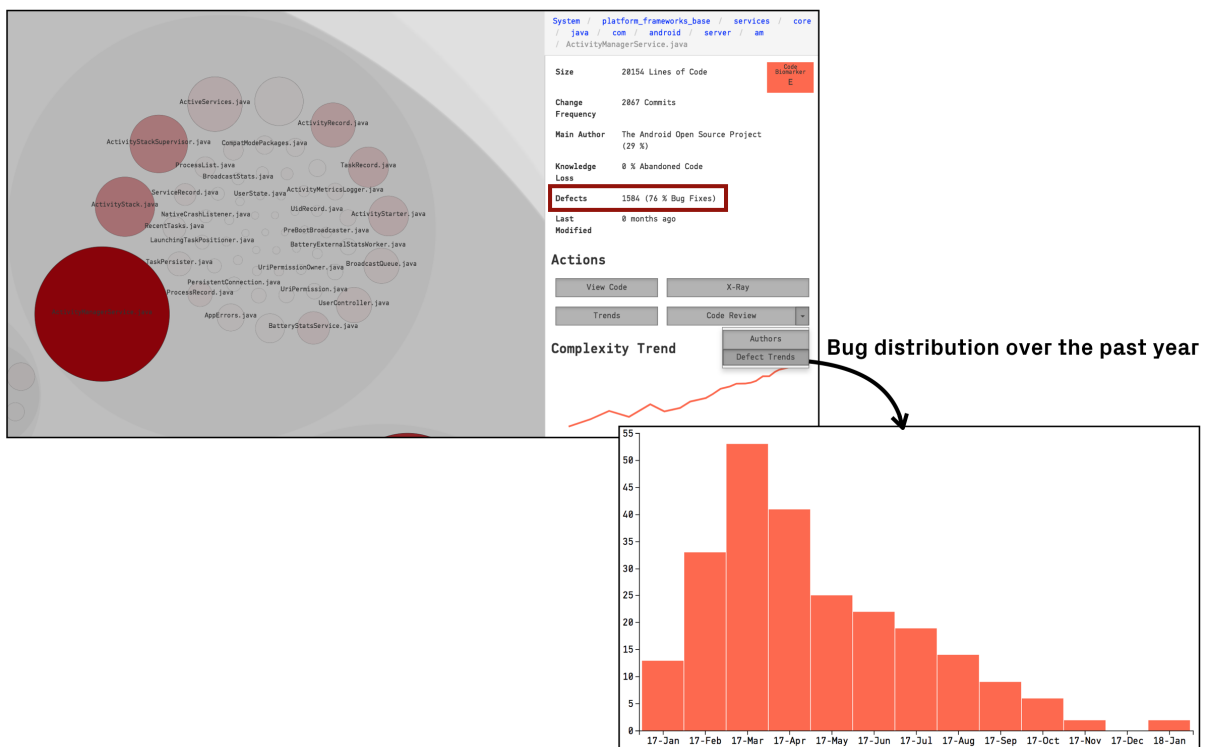 System / platform_frameworks_base / services / core
/ java / com / android / server / am
/ ActivityManagerService.java
Size 20154 Lines of Code
Code
Biomarker
E
Change
Frequency
2067 Commits
Main Author The Android Open Source Project
(29 %)
Knowledge
Loss
0 % Abandoned Code
Defects 1584 (76 % Bug Fixes)
Last
Modified
0 months ago
Actions
View Code X-Ray
Trends Code Review
Authors
Defect Trends
Complexity Trend
ActiveServices.java
ActivityRecord.java
ActivityStackSupervisor.java
CompatModePackages.java
ProcessList.java
TaskRecord.java
BroadcastStats.java
ServiceRecord.java
UserState.java
ActivityMetricsLogger.java
ActivityStack.java
UidRecord.java
NativeCrashListener.java
ActivityStarter.java
RecentTasks.java
PreBootBroadcaster.java
LaunchingTaskPositioner.java
BatteryExternalStatsWorker.java
TaskPersister.java
UriPermissionOwner.java
BroadcastQueue.java
PersistentConnection.java
ProcessRecord.java
UriPermission.java
UserController.java
AppErrors.java
BatteryStatsService.java
Bug distribution over the past year
55
50
45
40
35
30
25
20
15
10
5
0
17-Jan 17-Feb 17-Mar 17-Apr 17-May 17-Jun 17-Jul 17-Aug 17-Sep 17-Oct 17-Nov 17-Dec 18-Jan